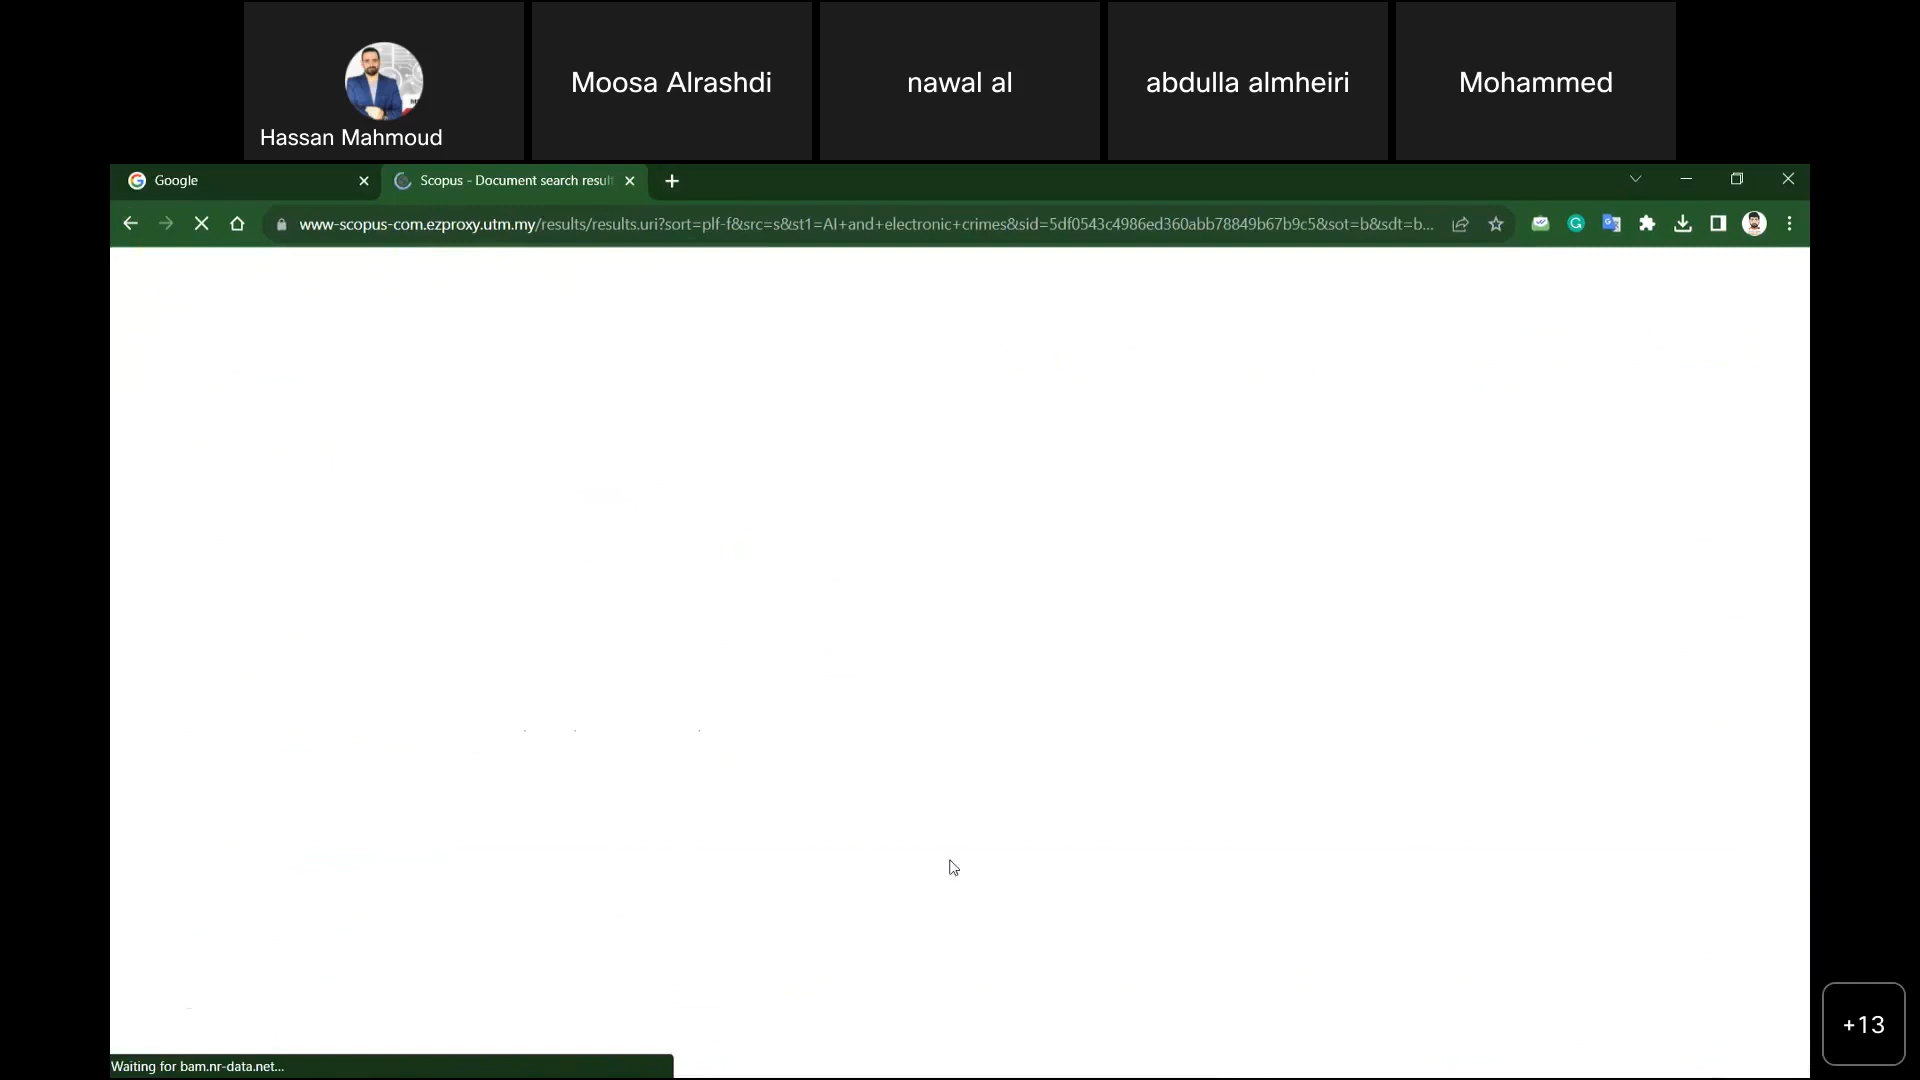 Hassan Mahmoud
Moosa Alrashdi
nawal al
abdulla almheiri
Mohammed
Google
Scopus - Document search resul
www-scopus-com.ezproxy.utm.my/results/results.uri?sort=plf-f&src=s&st1=AI+and+electronic+crimes&sid=5df0543c4986ed360abb78849b67b9c5&sot=b&sdt=b...
+13
Waiting for bam.nr-data.net...